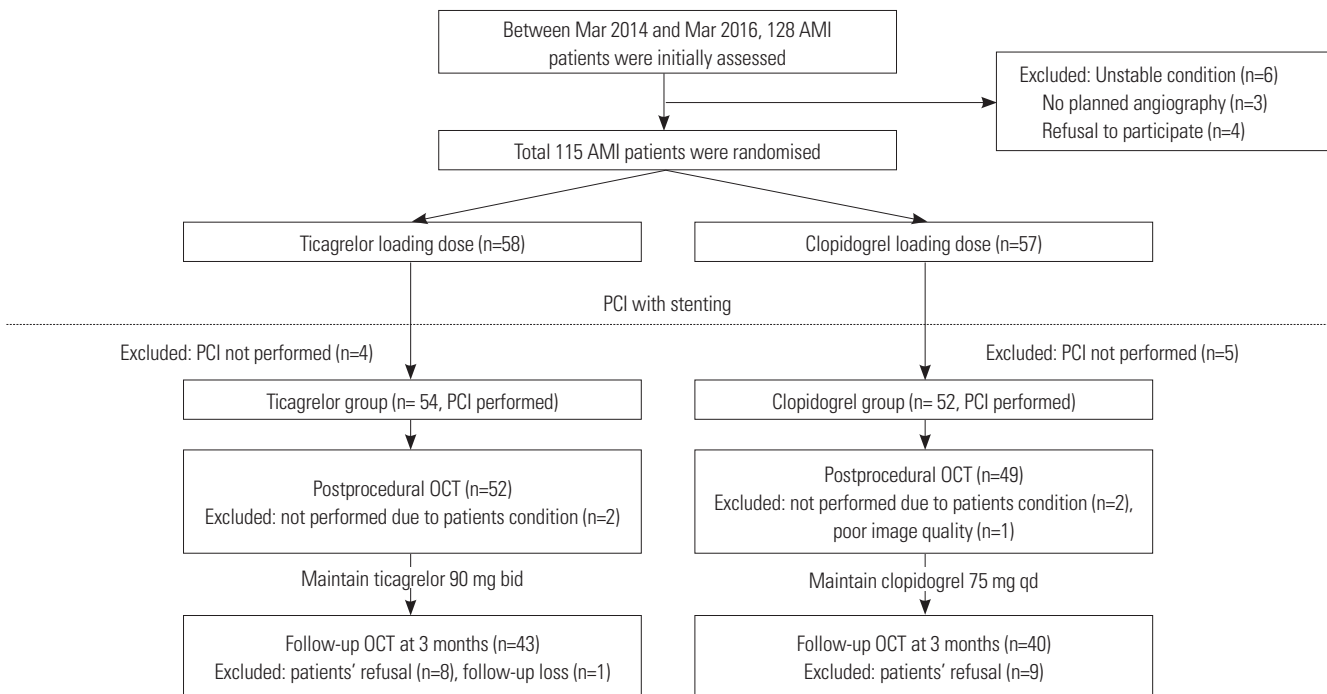 Between Mar 2014 and Mar 2016, 128 AMI
patients were initially assessed
Excluded: Unstable condition (n=6)
No planned angiography (n=3)
Refusal to participate (n=4)
Total 115 AMI patients were randomised
Ticagrelor loading dose (n=58)
Clopidogrel loading dose (n=57)
PCI with stenting
Excluded: PCI not performed (n=4)
Excluded: PCI not performed (n=5)
Ticagrelor group (n= 54, PCI performed)
Clopidogrel group (n= 52, PCI performed)
Postprocedural OCT (n=52)
Excluded: not performed due to patients condition (n=2)
Postprocedural OCT (n=49)
Excluded: not performed due to patients condition (n=2),
poor image quality (n=1)
Maintain ticagrelor 90 mg bid
Maintain clopidogrel 75 mg qd
Follow-up OCT at 3 months (n=43)
Excluded: patients’ refusal (n=8), follow-up loss (n=1)
Follow-up OCT at 3 months (n=40)
Excluded: patients’ refusal (n=9)